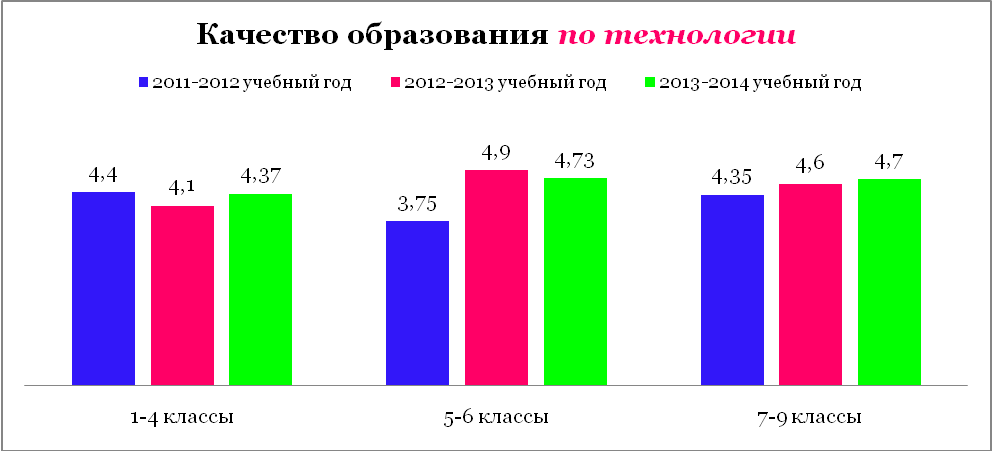 Качество образования по технологии
2011-2012 учебный год 2012-2013 учебный год 2013-2014 учебный год
4,4 4,1 4,37 3,75 4,9 4,73 4,35 4,6 4,7
1-4 классы 5-6 классы 7-9 классы